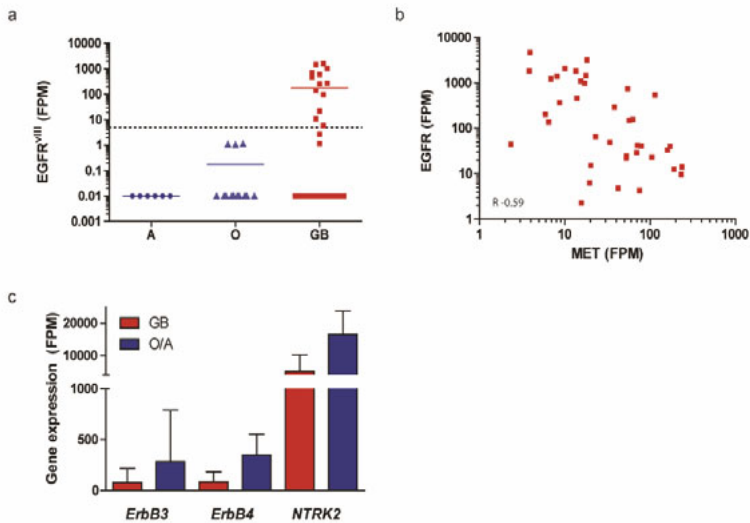 a
EGFRvIII (FPM)
10000
1000
100
10
1
0.1
0.01
0.001
A O GB
b
EGFR (FPM)
10000
1000
100
10
1
R -0.59
1 10 100 1000
MET (FPM)
c
Gene expression (FPM)
GB
O/A
20000
10000
1000
500
0
ErbB3 ErbB4 NTRK2